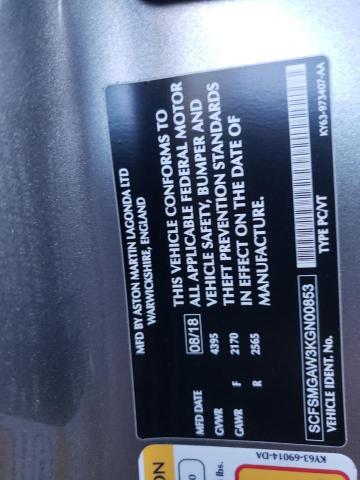 MFD BY ASTON MARTIN LAGONDA LTD
WARWICKSHIRE, ENGLAND
MFD DATE 08/18
GVWR 4395
GAWR F 2170
R 2565
THIS VEHICLE CONFORMS TO
ALL APPLICABLE FEDERAL MOTOR
VEHICLE SAFETY, BUMPER AND
THEFT PREVENTION STANDARDS
IN EFFECT ON THE DATE OF
MANUFACTURE.
SCFSMGAW3KGN00853
VEHICLE IDENT. No. TYPE PC/VT
KY63-973407-AA
KY63-69014-DA
ON
lbs.